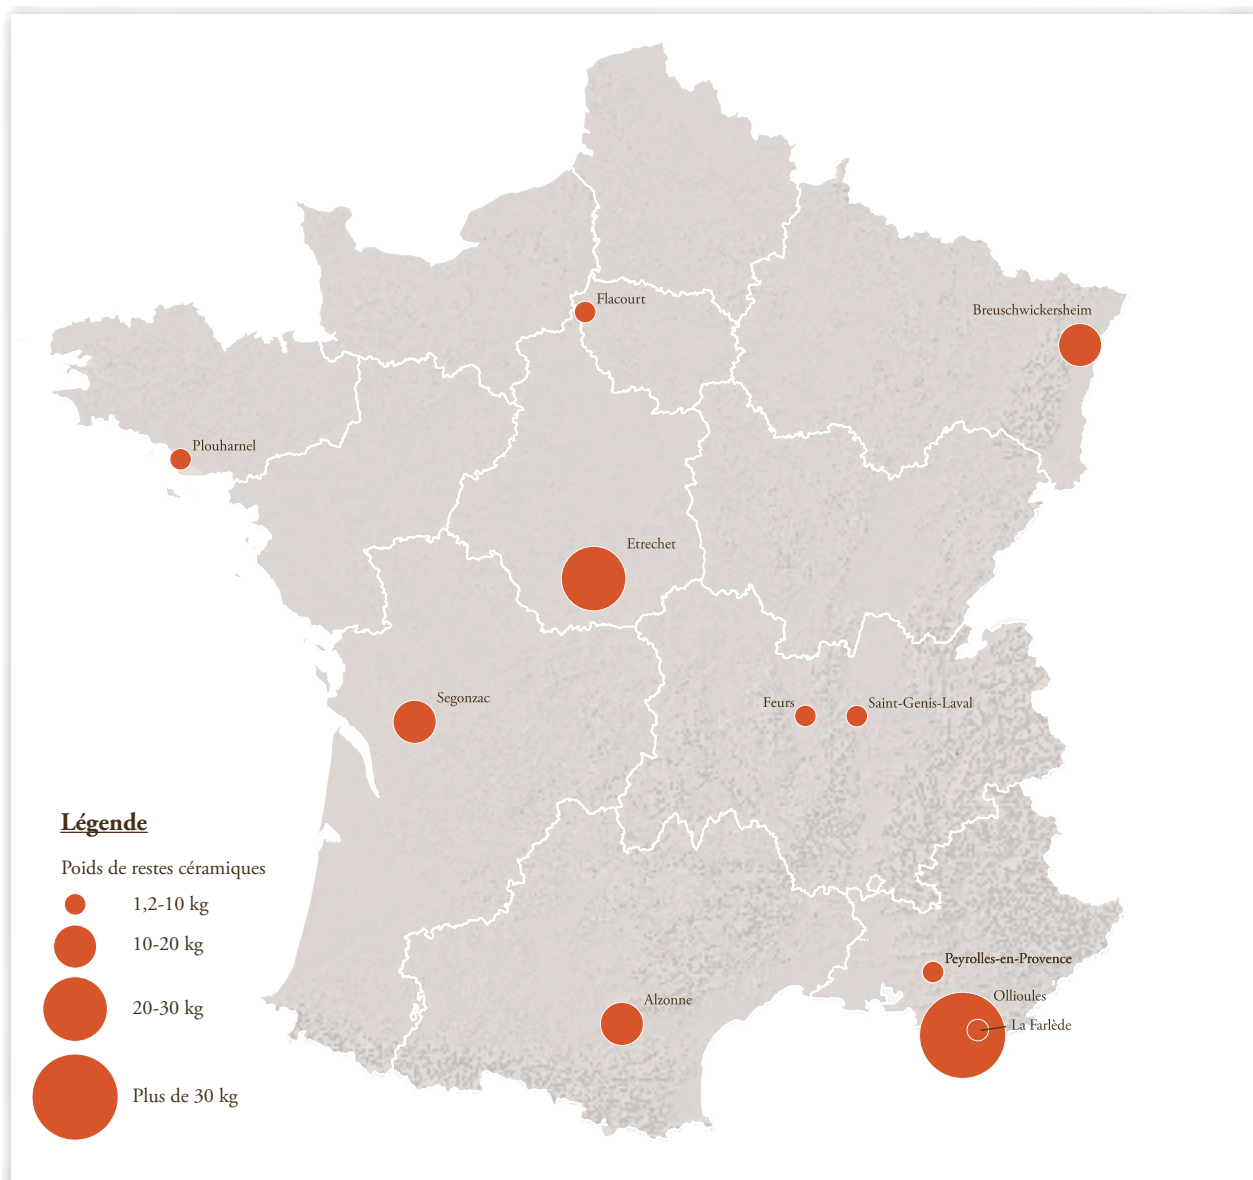 Flacourt
Breuschwickersheim
Plouharnel
Etrechet
Segonzac
Feurs
Saint-Genis-Laval
Légende
Poids de restes céramiques
1,2-10 kg
10-20 kg
20-30 kg
Plus de 30 kg
Peyrolles-en-Provence
Ollioules
Alzonne
La Farlède